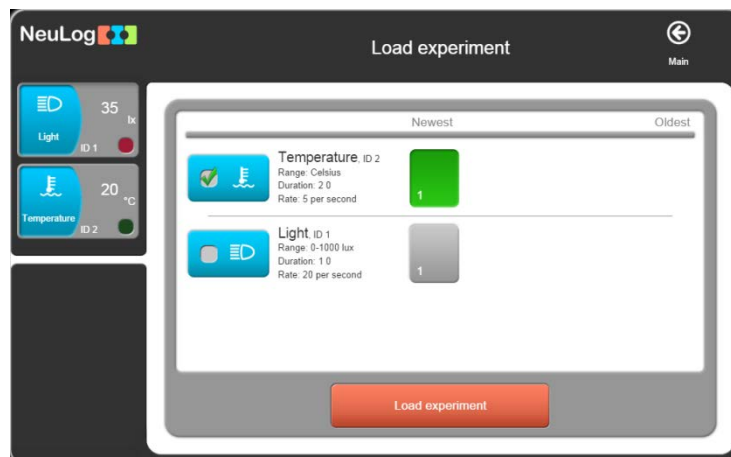 NeuLog
Load experiment
Main
35
lx
Light
ID 1
20
°C
Temperature
ID 2
Newest
Oldest
Temperature, ID 2
Range: Celsius
Duration: 2 0
Rate: 5 per second
1
Light, ID 1
Range: 0-1000 lux
Duration: 1 0
Rate: 20 per second
1
Load experiment